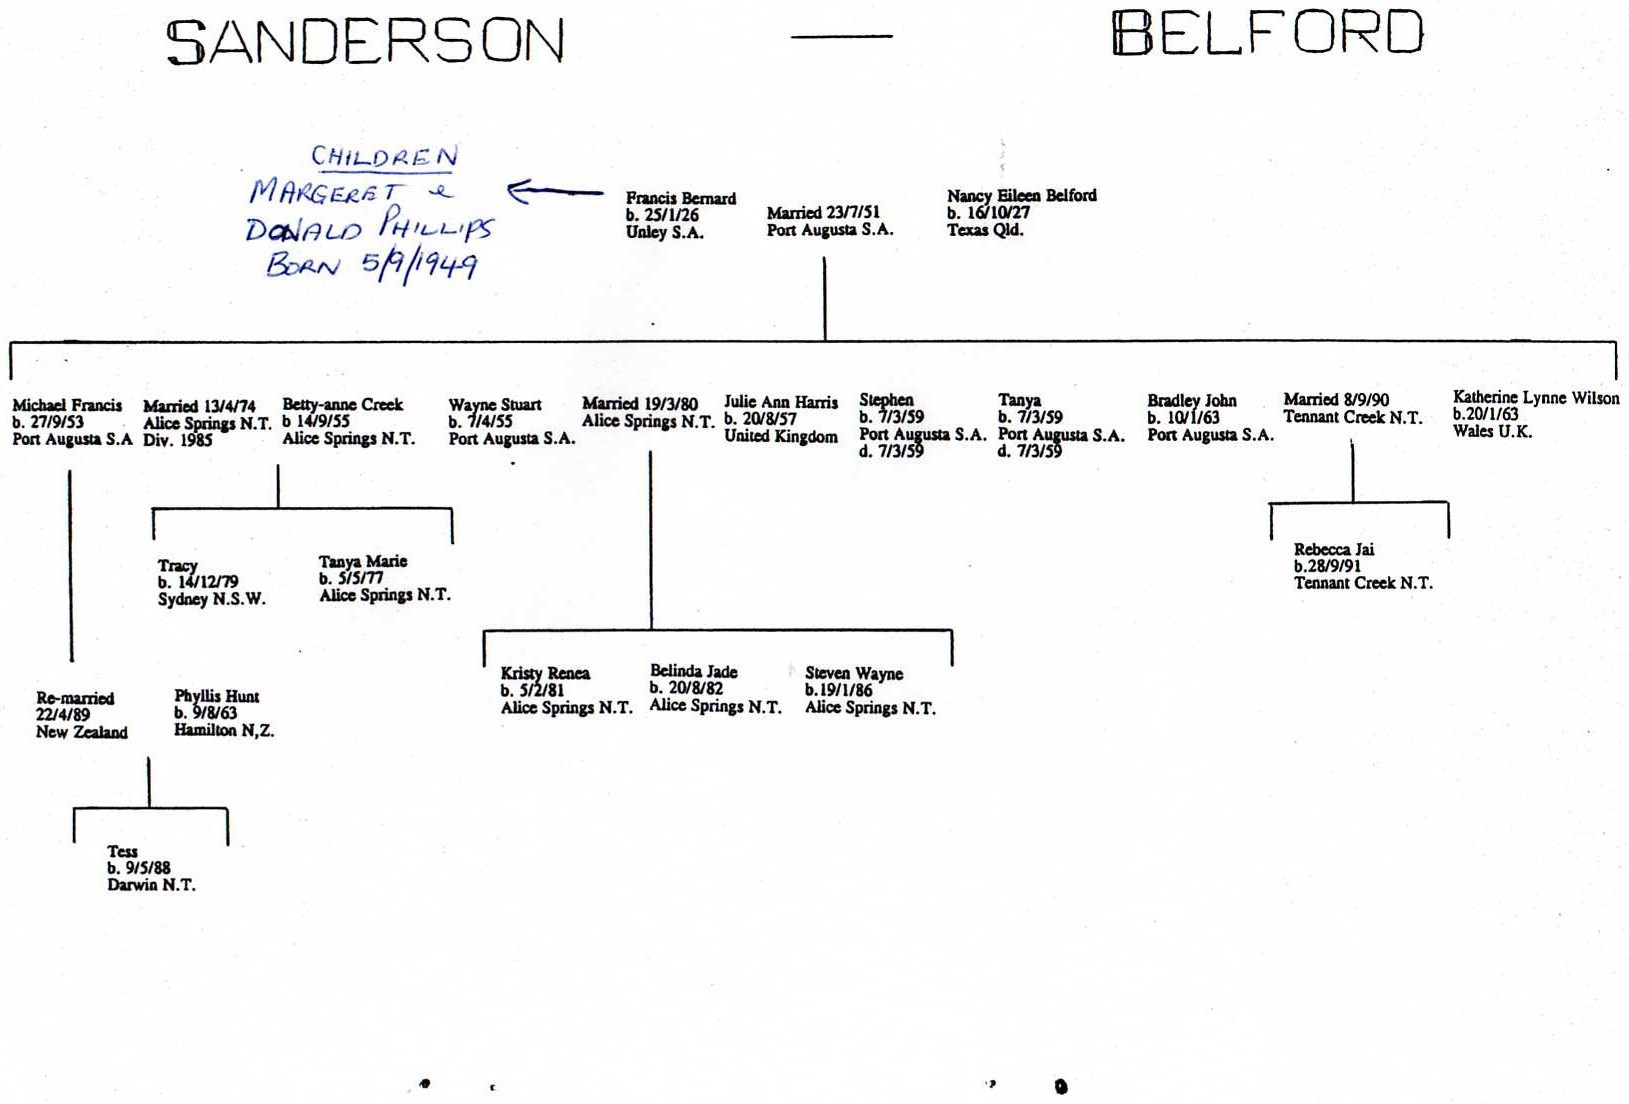 SANDERSON — BELFORD
CHILDREN
MARGERET &
DONALD PHILLIPS
BORN 5/9/1949
Francis Bernard
b. 25/1/26
Unley S.A.
Married 23/7/51
Port Augusta S.A.
Nancy Eileen Belford
b. 16/10/27
Texas Qld.
Michael Francis
b. 27/9/53
Port Augusta S.A
Married 13/4/74
Alice Springs N.T.
Div. 1985
Betty-anne Creek
b 14/9/55
Alice Springs N.T.
Wayne Stuart
b. 7/4/55
Port Augusta S.A.
Married 19/3/80
Alice Springs N.T.
Julie Ann Harris
b. 20/8/57
United Kingdom
Stephen
b. 7/3/59
Port Augusta S.A.
d. 7/3/59
Tanya
b. 7/3/59
Port Augusta S.A.
d. 7/3/59
Bradley John
b. 10/1/63
Port Augusta S.A.
Married 8/9/90
Tennant Creek N.T.
Katherine Lynne Wilson
b.20/1/63
Wales U.K.
Tracy
b. 14/12/79
Sydney N.S.W.
Tanya Marie
b. 5/5/77
Alice Springs N.T.
Rebecca Jai
b.28/9/91
Tennant Creek N.T.
Kristy Renea
b. 5/2/81
Alice Springs N.T.
Belinda Jade
b. 20/8/82
Alice Springs N.T.
Steven Wayne
b.19/1/86
Alice Springs N.T.
Re-married
22/4/89
New Zealand
Phyllis Hunt
b. 9/8/63
Hamilton N,Z.
Tess
b. 9/5/88
Darwin N.T.